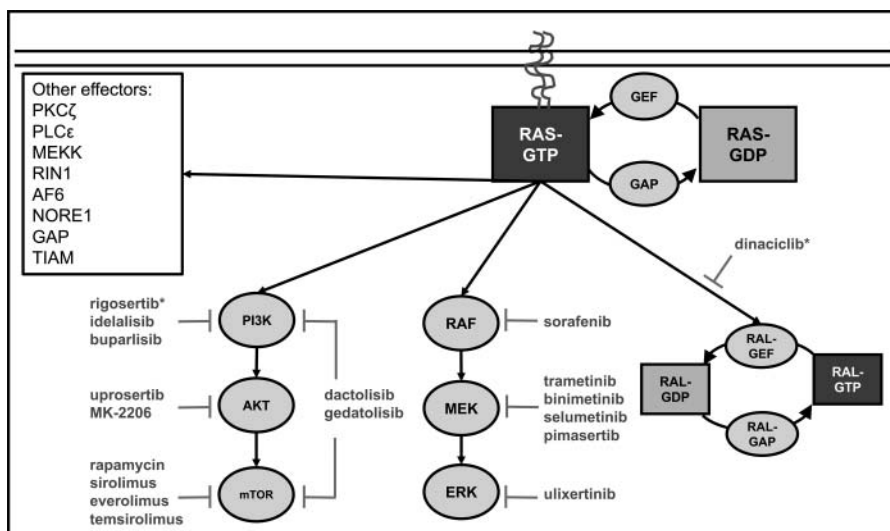 Other effectors:
PKCζ
PLCε
MEKK
RIN1
AF6
NORE1
GAP
TIAM
RAS-
GTP
GEF
GAP
RAS-
GDP
dinaciclib*
rigosertib*
idelalisib
buparlisib
PI3K
RAF
sorafenib
RAL-
GEF
RAL-
GDP
RAL-
GTP
RAL-
GAP
uprosertib
MK-2206
AKT
dactolisib
gedatolisib
MEK
trametinib
binimetinib
selumetinib
pimasertib
rapamycin
sirolimus
everolimus
temsirolimus
mTOR
ERK
ulixertinib